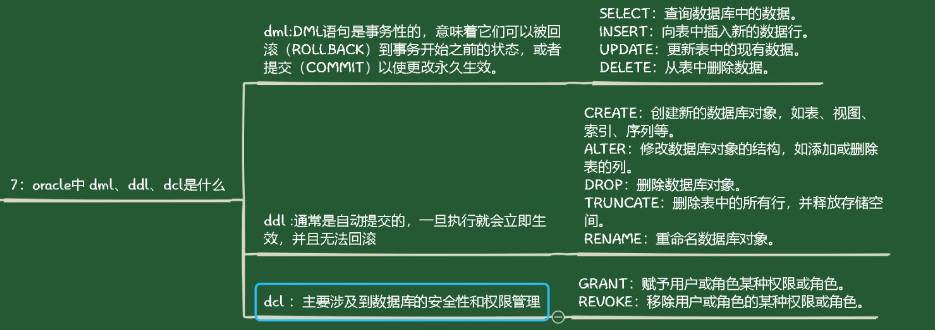 7：oracle中 dml、ddl、dcl是什么
dml:DML语句是事务性的，意味着它们可以被回
滚（ROLLBACK）到事务开始之前的状态，或者
提交（COMMIT）以使更改永久生效。
SELECT：查询数据库中的数据。
INSERT：向表中插入新的数据行。
UPDATE：更新表中的现有数据。
DELETE：从表中删除数据。
ddl :通常是自动提交的，一旦执行就会立即生
效，并且无法回滚
CREATE：创建新的数据库对象，如表、视图、
索引、序列等。
ALTER：修改数据库对象的结构，如添加或删除
表的列。
DROP：删除数据库对象。
TRUNCATE：删除表中的所有行，并释放存储空
间。
RENAME：重命名数据库对象。
dcl ：主要涉及到数据库的安全性和权限管理
GRANT：赋予用户或角色某种权限或角色。
REVOKE：移除用户或角色的某种权限或角色。